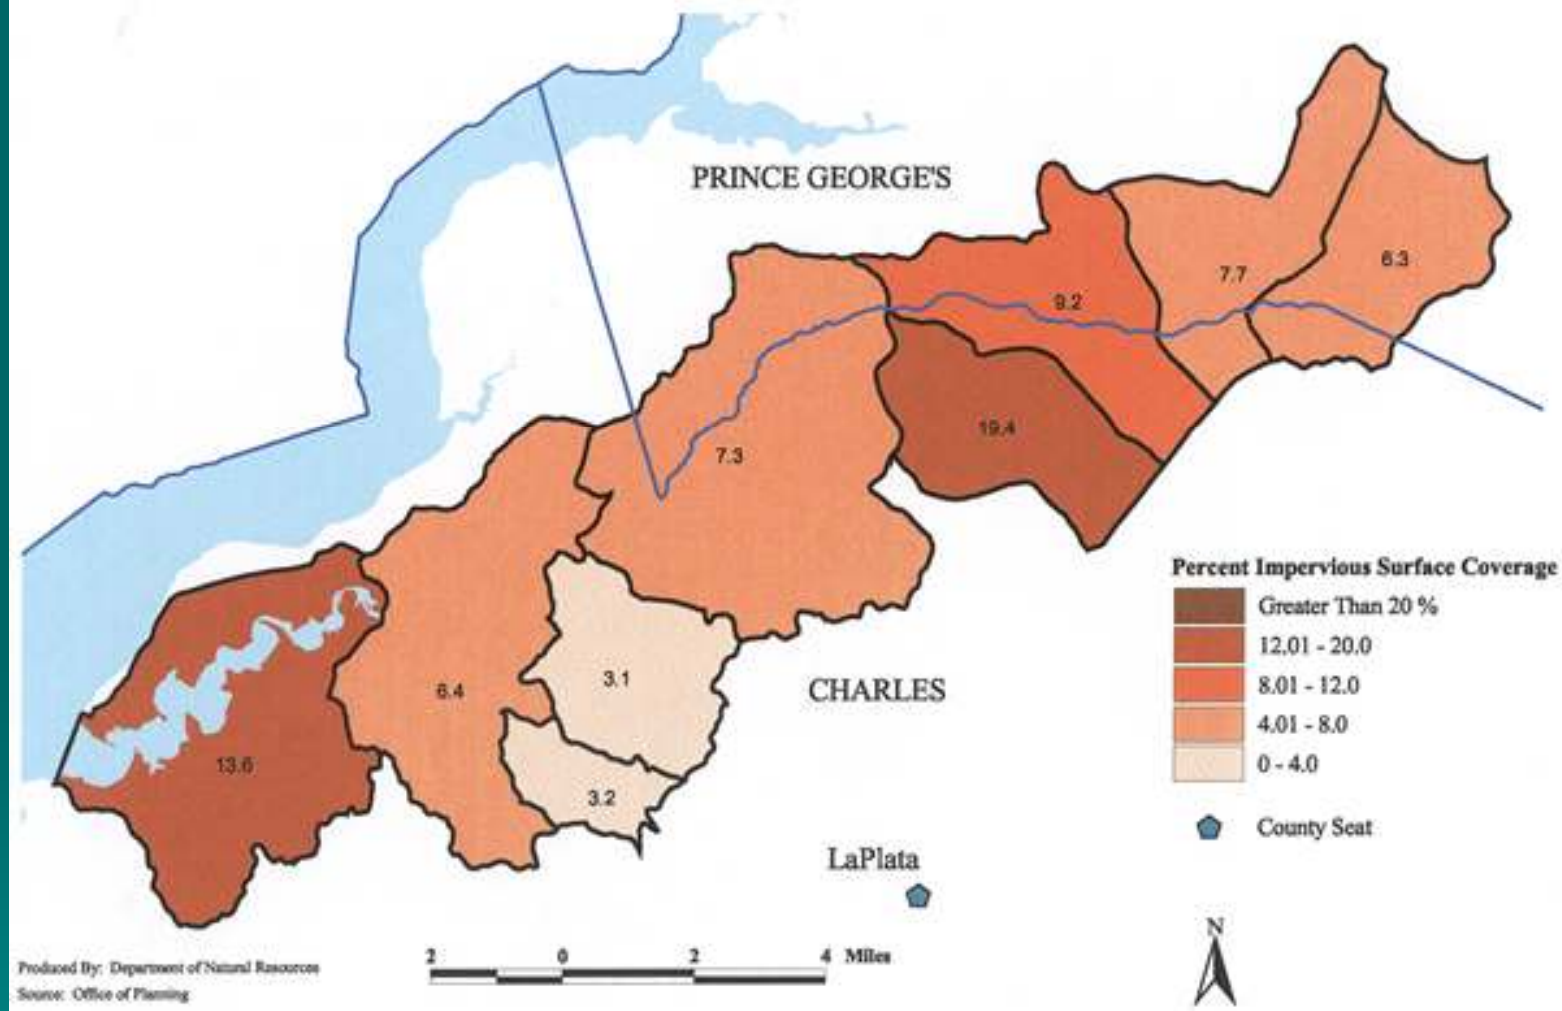 PRINCE GEORGE'S
7.7
6.3
9.2
19.4
7.3
Percent Impervious Surface Coverage
Greater Than 20 %
12.01 - 20.0
8.01 - 12.0
4.01 - 8.0
0 - 4.0
County Seat
3.1
6.4
CHARLES
13.6
3.2
LaPlata
N
2 0 2 4 Miles
Produced By: Department of Natural Resources
Source: Office of Planning